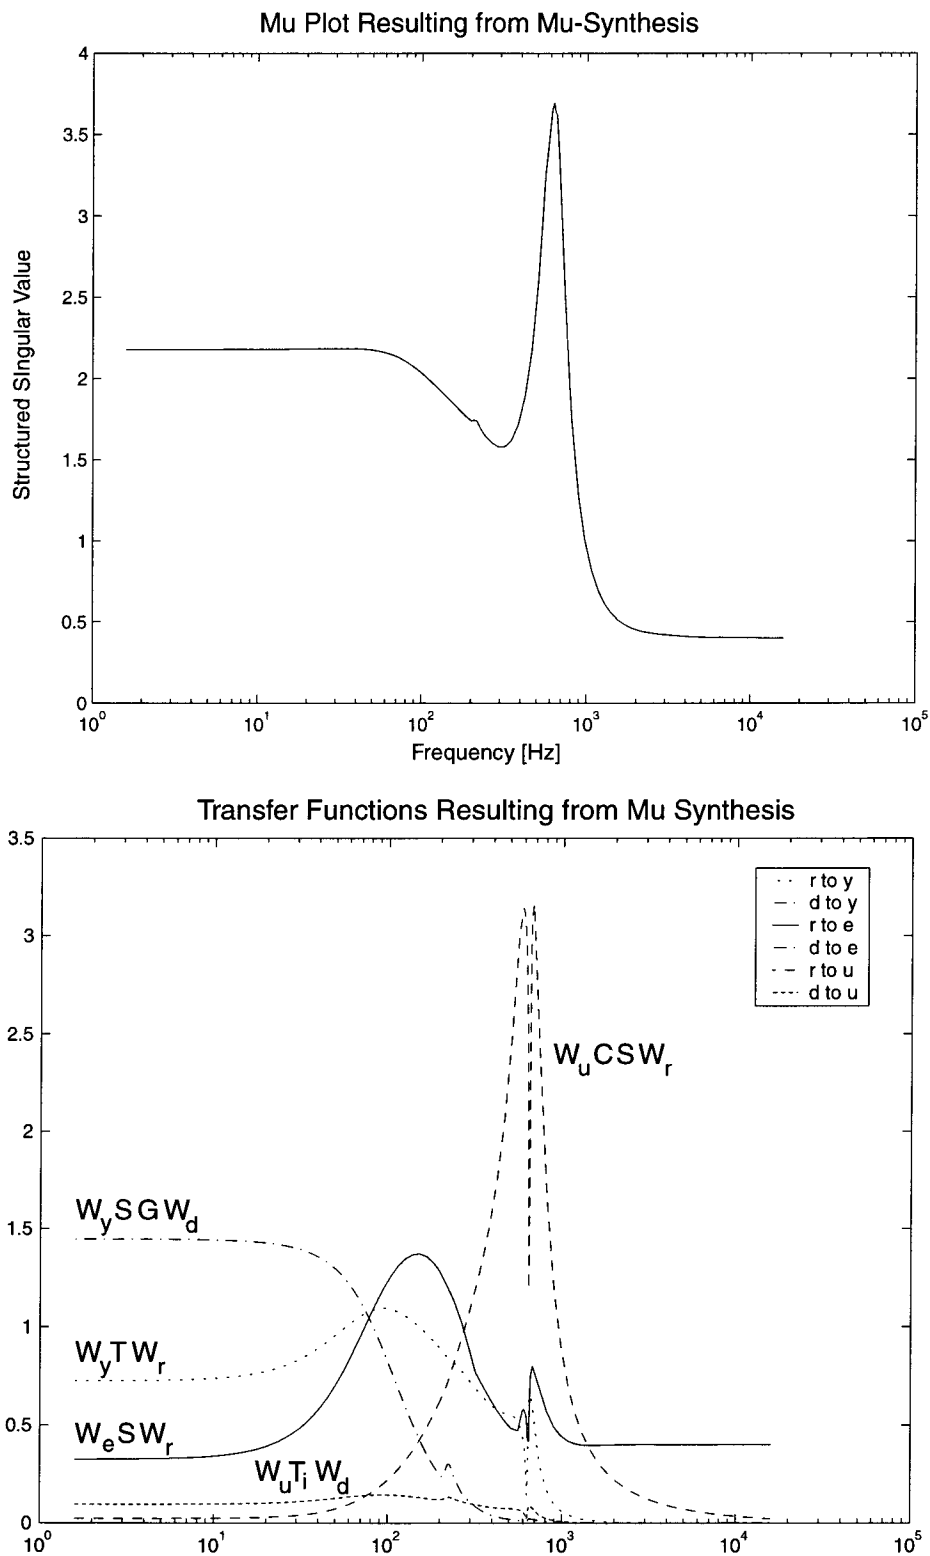 Mu Plot Resulting from Mu-Synthesis
4
3.5
3
2.5
2
1.5
1
0.5
0
Structured SIngular Value
10^0 10^1 10^2 10^3 10^4 10^5
Frequency [Hz]
Transfer Functions Resulting from Mu Synthesis
3.5
3
2.5
2
1.5
1
0.5
0
r to y
d to y
r to e
d to e
r to u
d to u
W_u C S W_r
W_y S G W_d
W_y T W_r
W_e S W_r
W_u T_i W_d
10^0 10^1 10^2 10^3 10^4 10^5